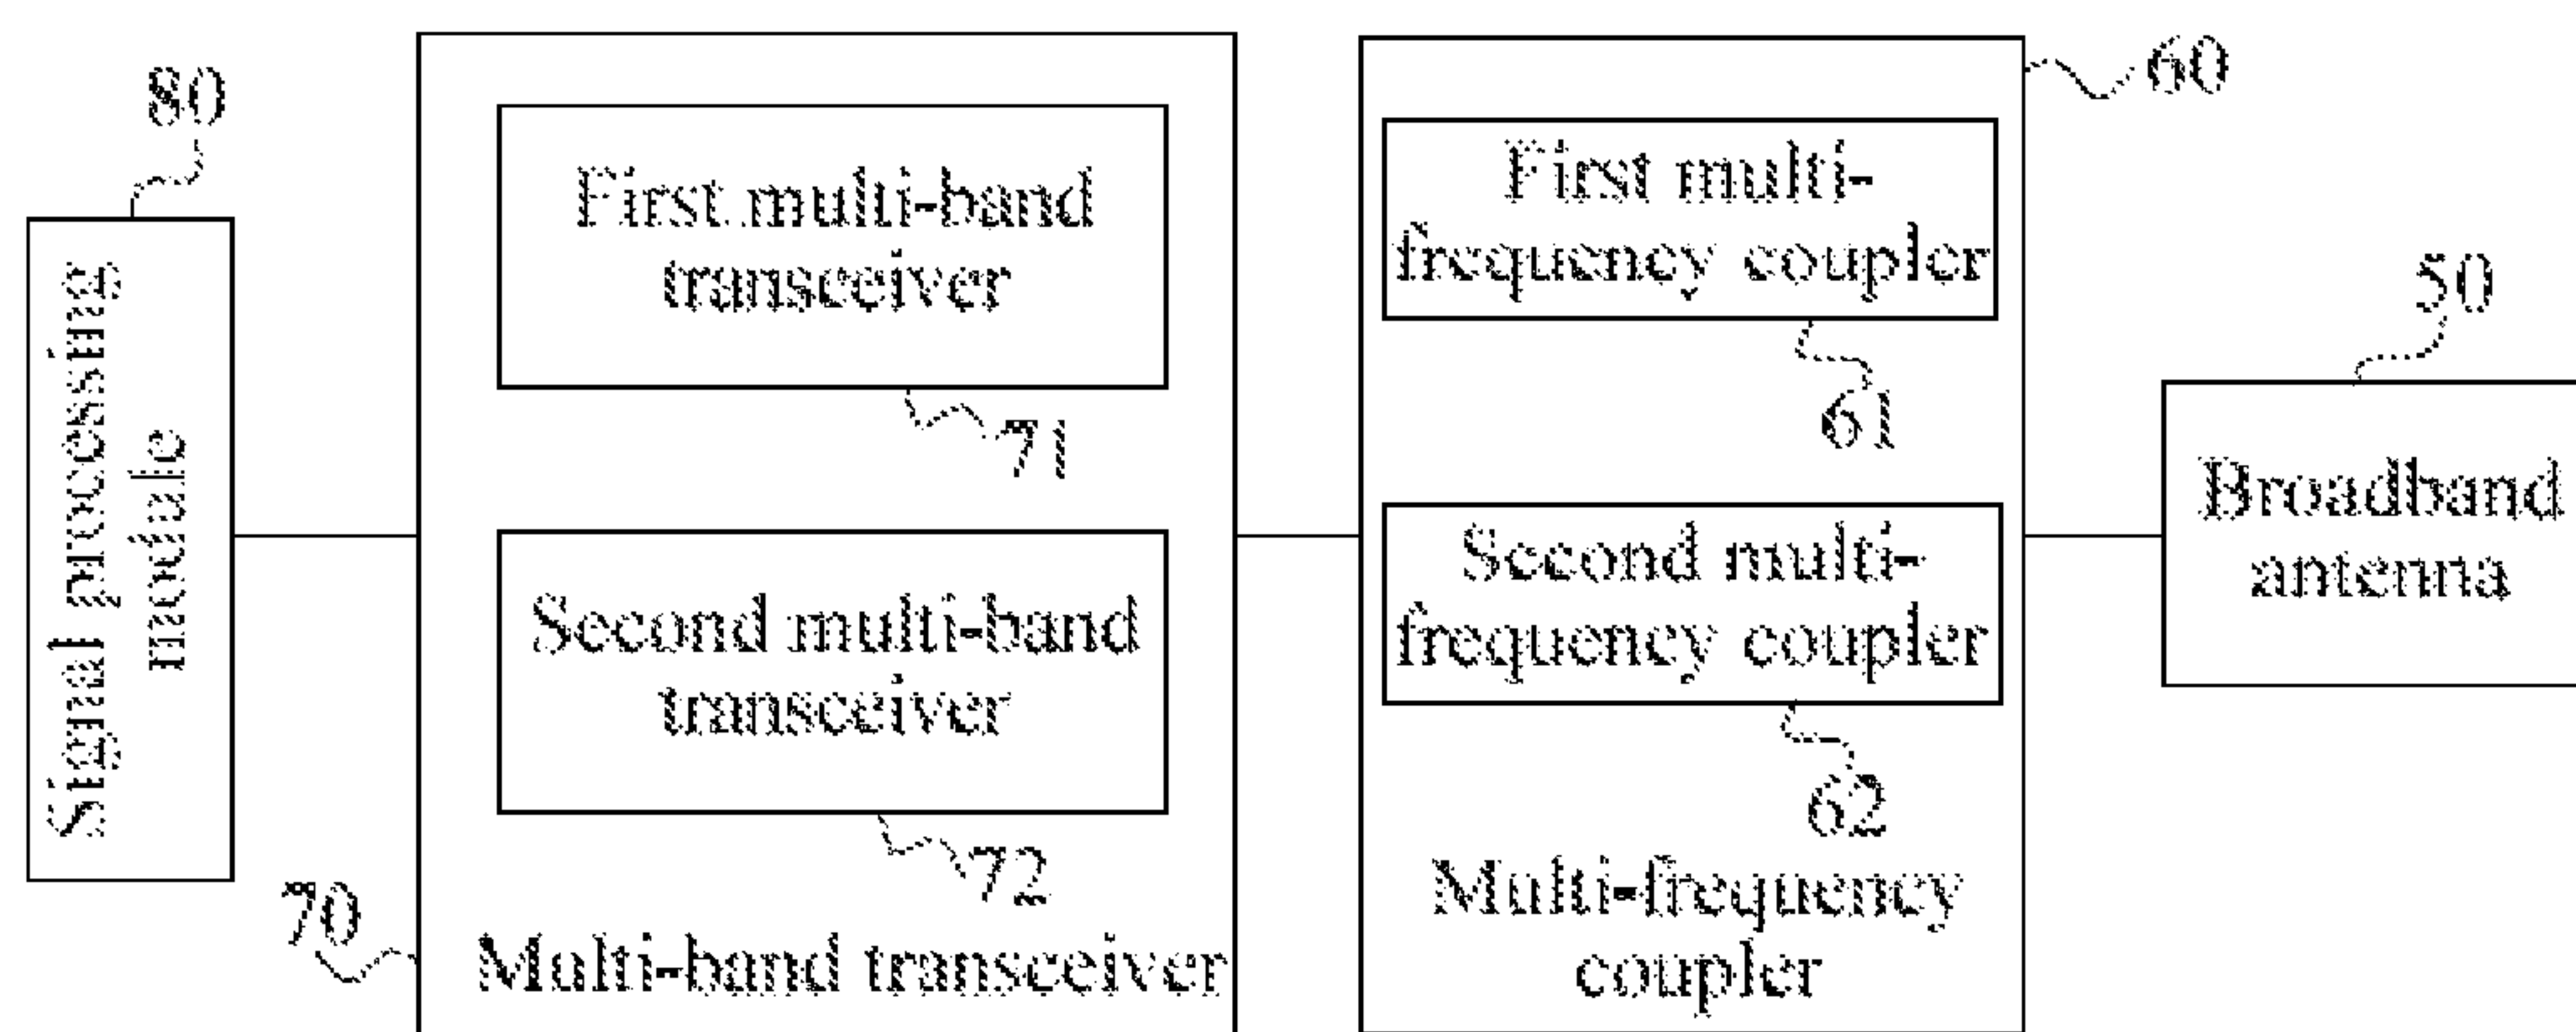 80
Signal processing
module
First multi-band
transceiver
71
Second multi-band
transceiver
72
70
Multi-band transceiver
60
First multi-
frequency coupler
61
Second multi-
frequency coupler
62
Multi-frequency
coupler
50
Broadband
antenna